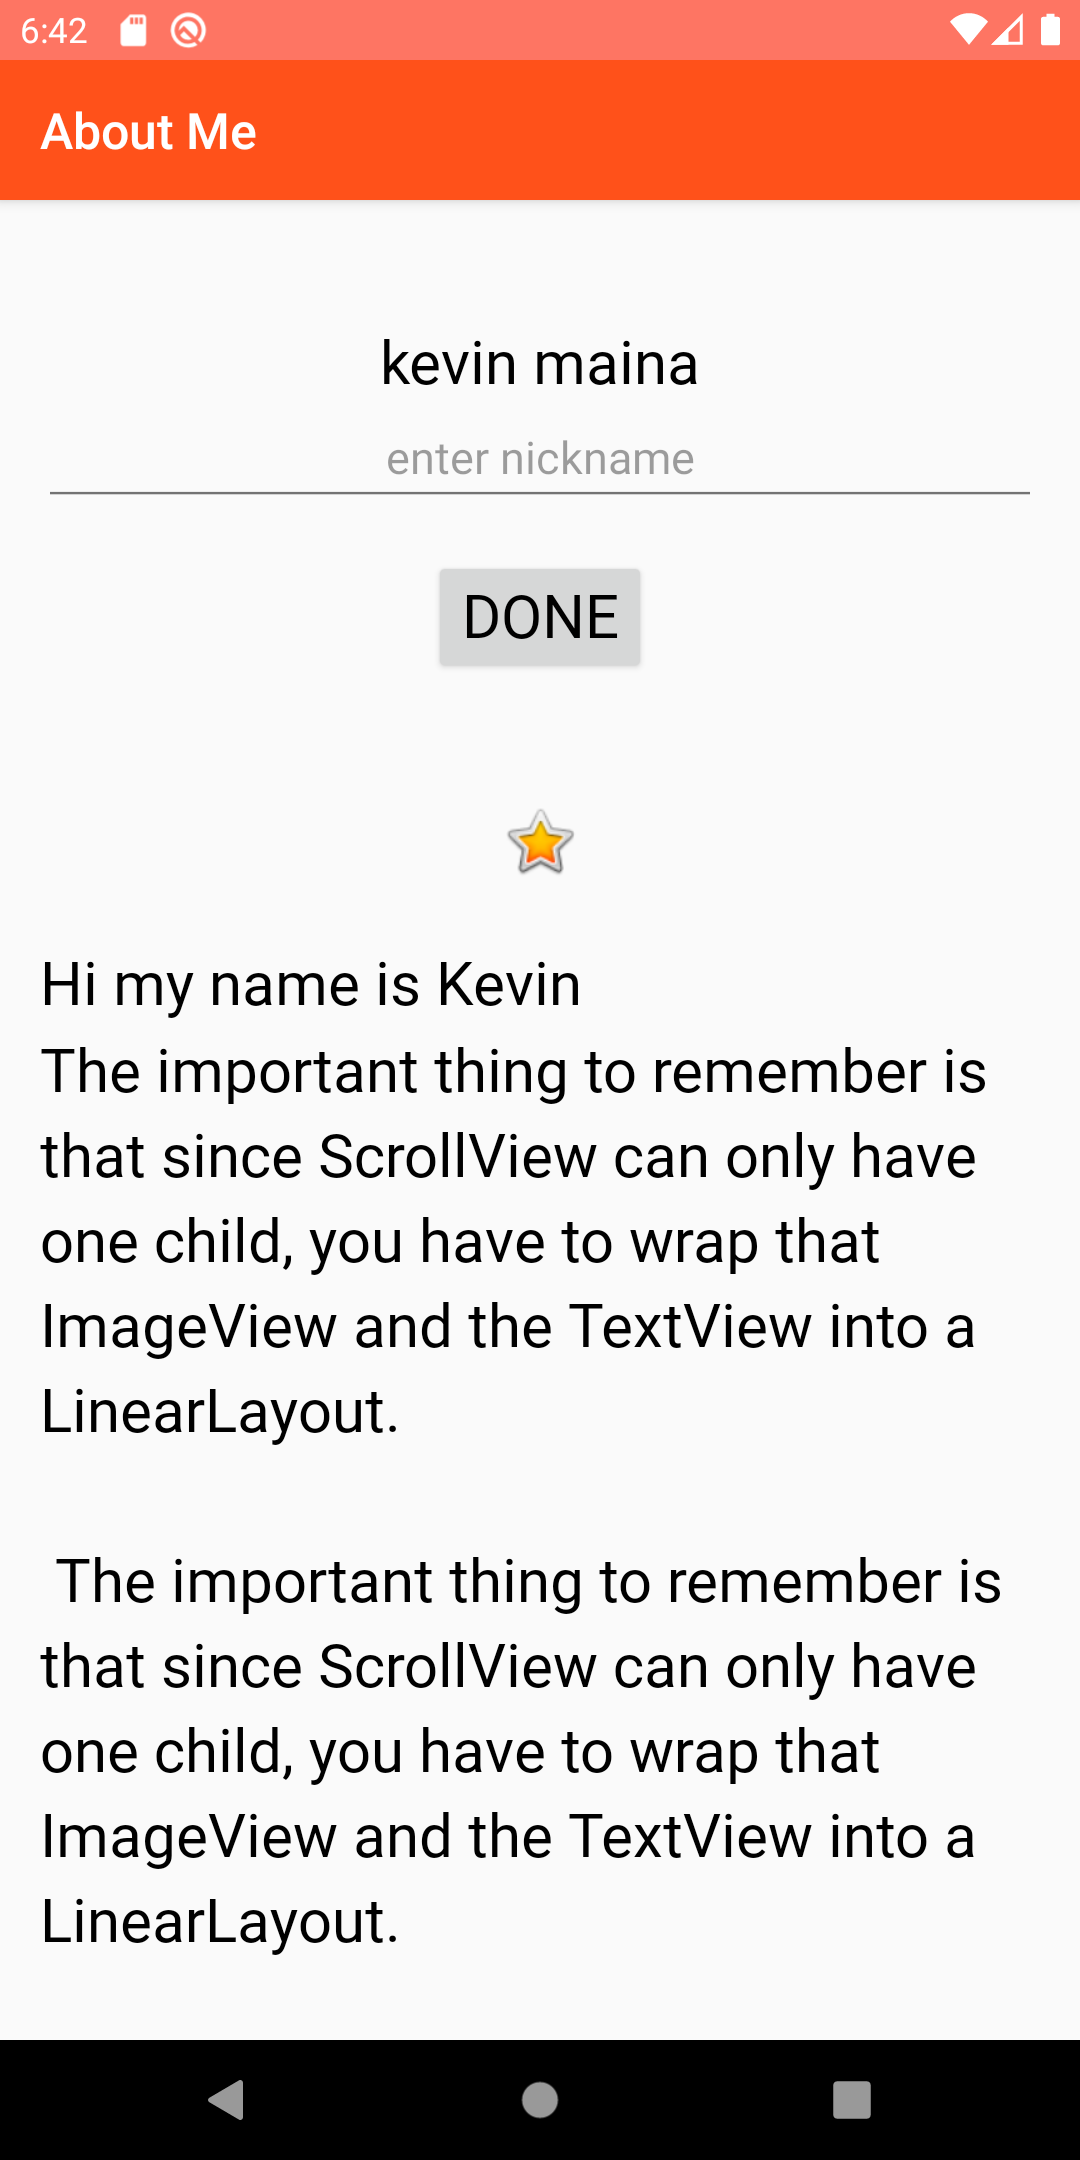 6:42
About Me
kevin maina
enter nickname
DONE
Hi my name is Kevin
The important thing to remember is
that since ScrollView can only have
one child, you have to wrap that
ImageView and the TextView into a
LinearLayout.
The important thing to remember is
that since ScrollView can only have
one child, you have to wrap that
ImageView and the TextView into a
LinearLayout.